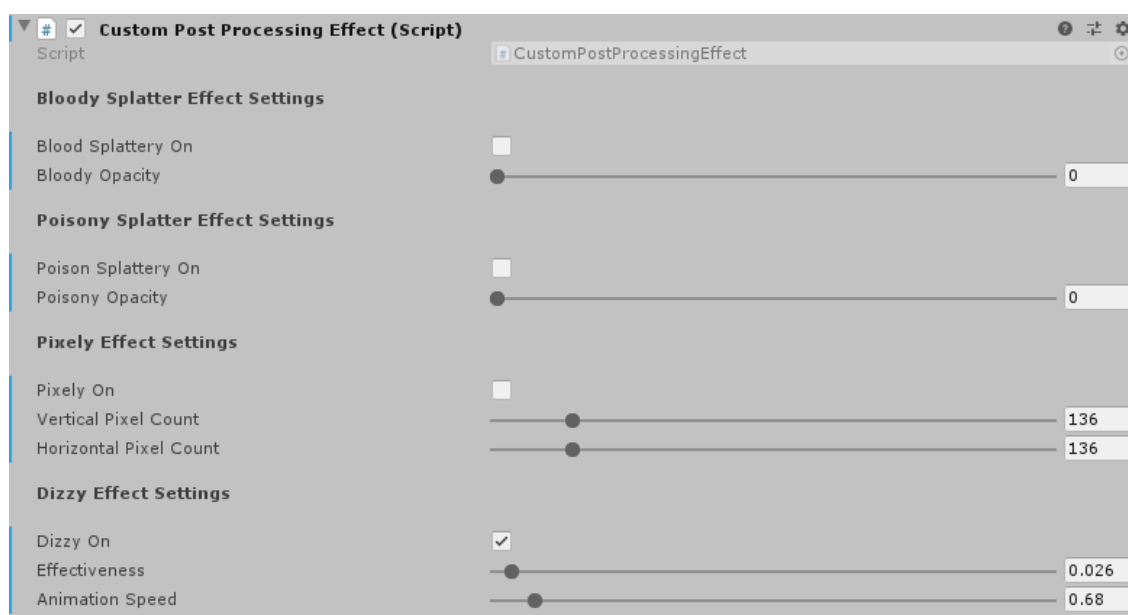 Custom Post Processing Effect (Script)
Script CustomPostProcessingEffect
Bloody Splatter Effect Settings
Blood Splattery On
Bloody Opacity 0
Poisony Splatter Effect Settings
Poison Splattery On
Poisony Opacity 0
Pixely Effect Settings
Pixely On
Vertical Pixel Count 136
Horizontal Pixel Count 136
Dizzy Effect Settings
Dizzy On
Effectiveness 0.026
Animation Speed 0.68